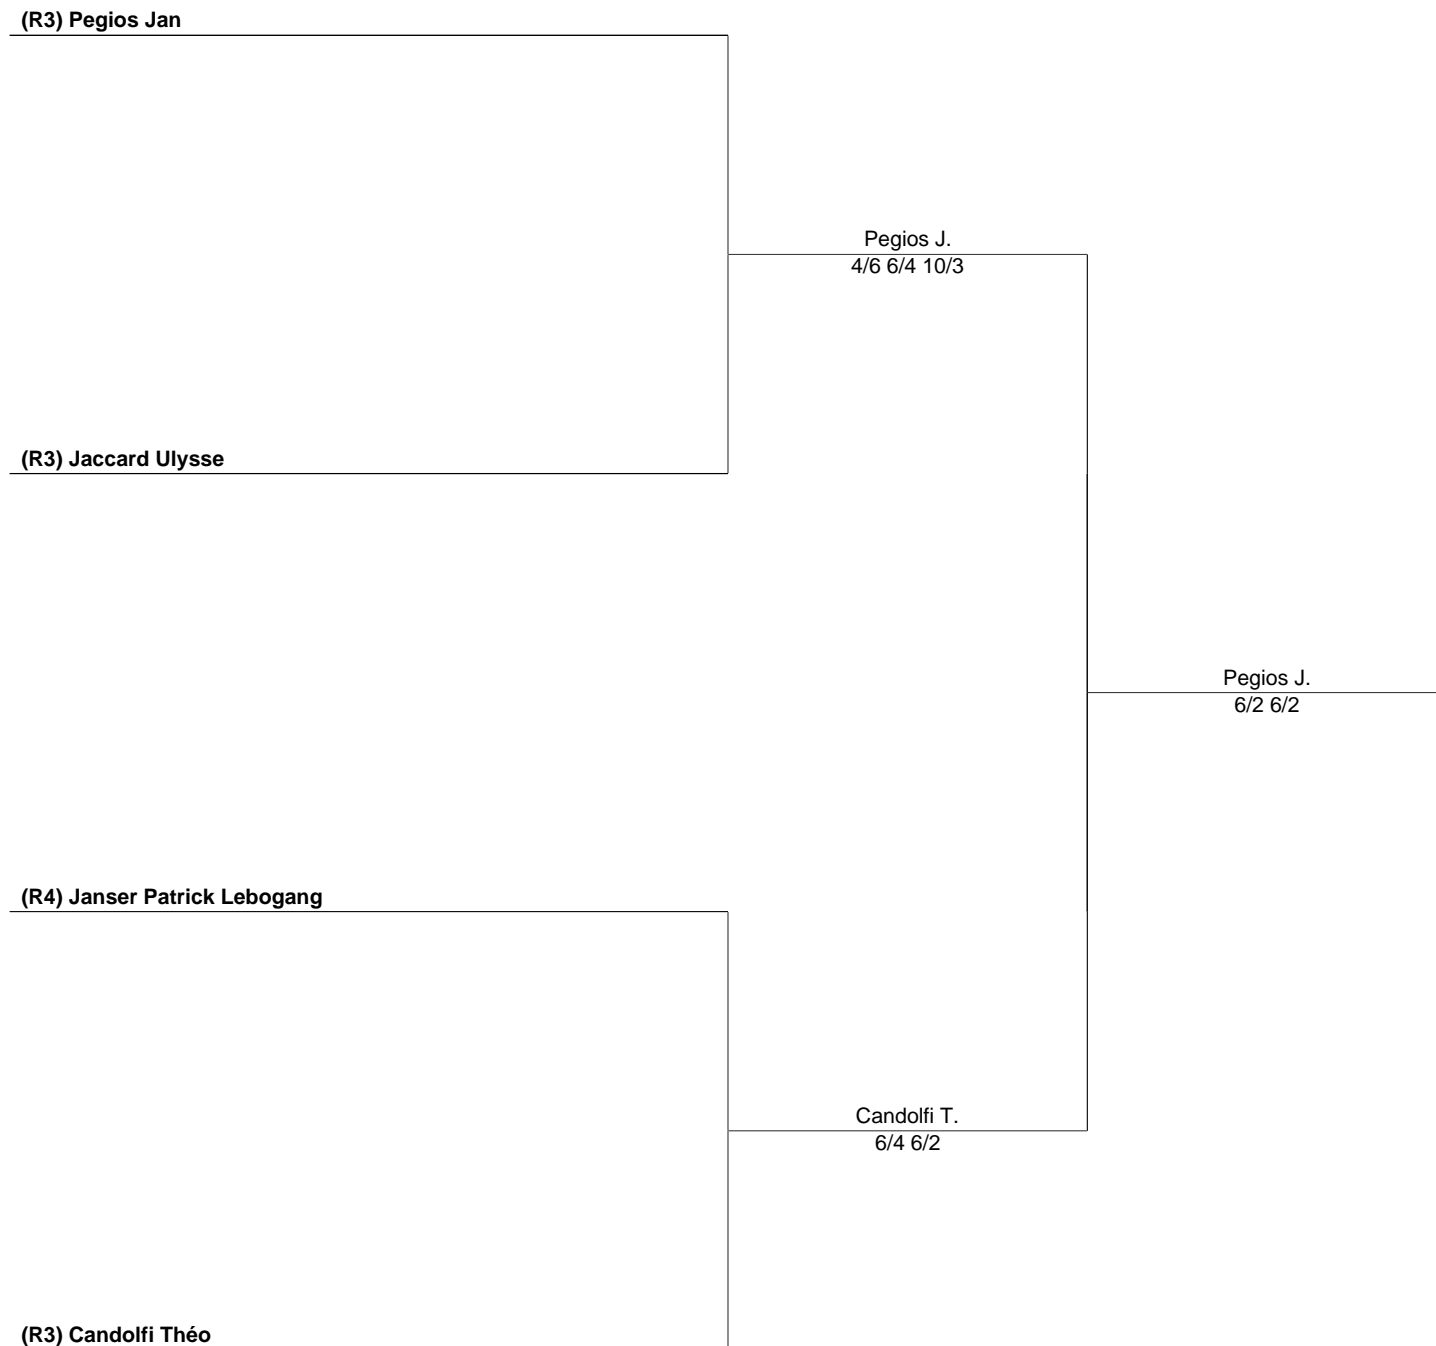 (R3) Pegios Jan
Pegios J.
4/6 6/4 10/3
(R3) Jaccard Ulysse
Pegios J.
6/2 6/2
(R4) Janser Patrick Lebogang
Candolfi T.
6/4 6/2
(R3) Candolfi Théo